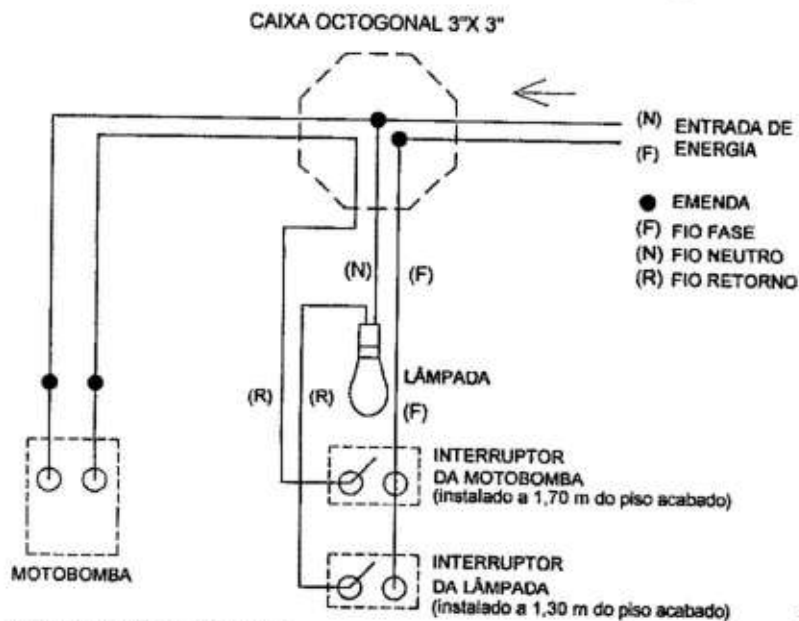 CAIXA OCTOGONAL 3"X 3"
(N) ENTRADA DE
(F) ENERGIA
EMENDA
(F) FIO FASE
(N) FIO NEUTRO
(R) FIO RETORNO
(N)
(F)
LÂMPADA
(R)
(R)
(F)
INTERRUPTOR
DA MOTOBOMBA
(instalado a 1,70 m do piso acabado)
MOTOBOMBA
INTERRUPTOR
DA LÂMPADA
(instalado a 1,30 m do piso acabado)